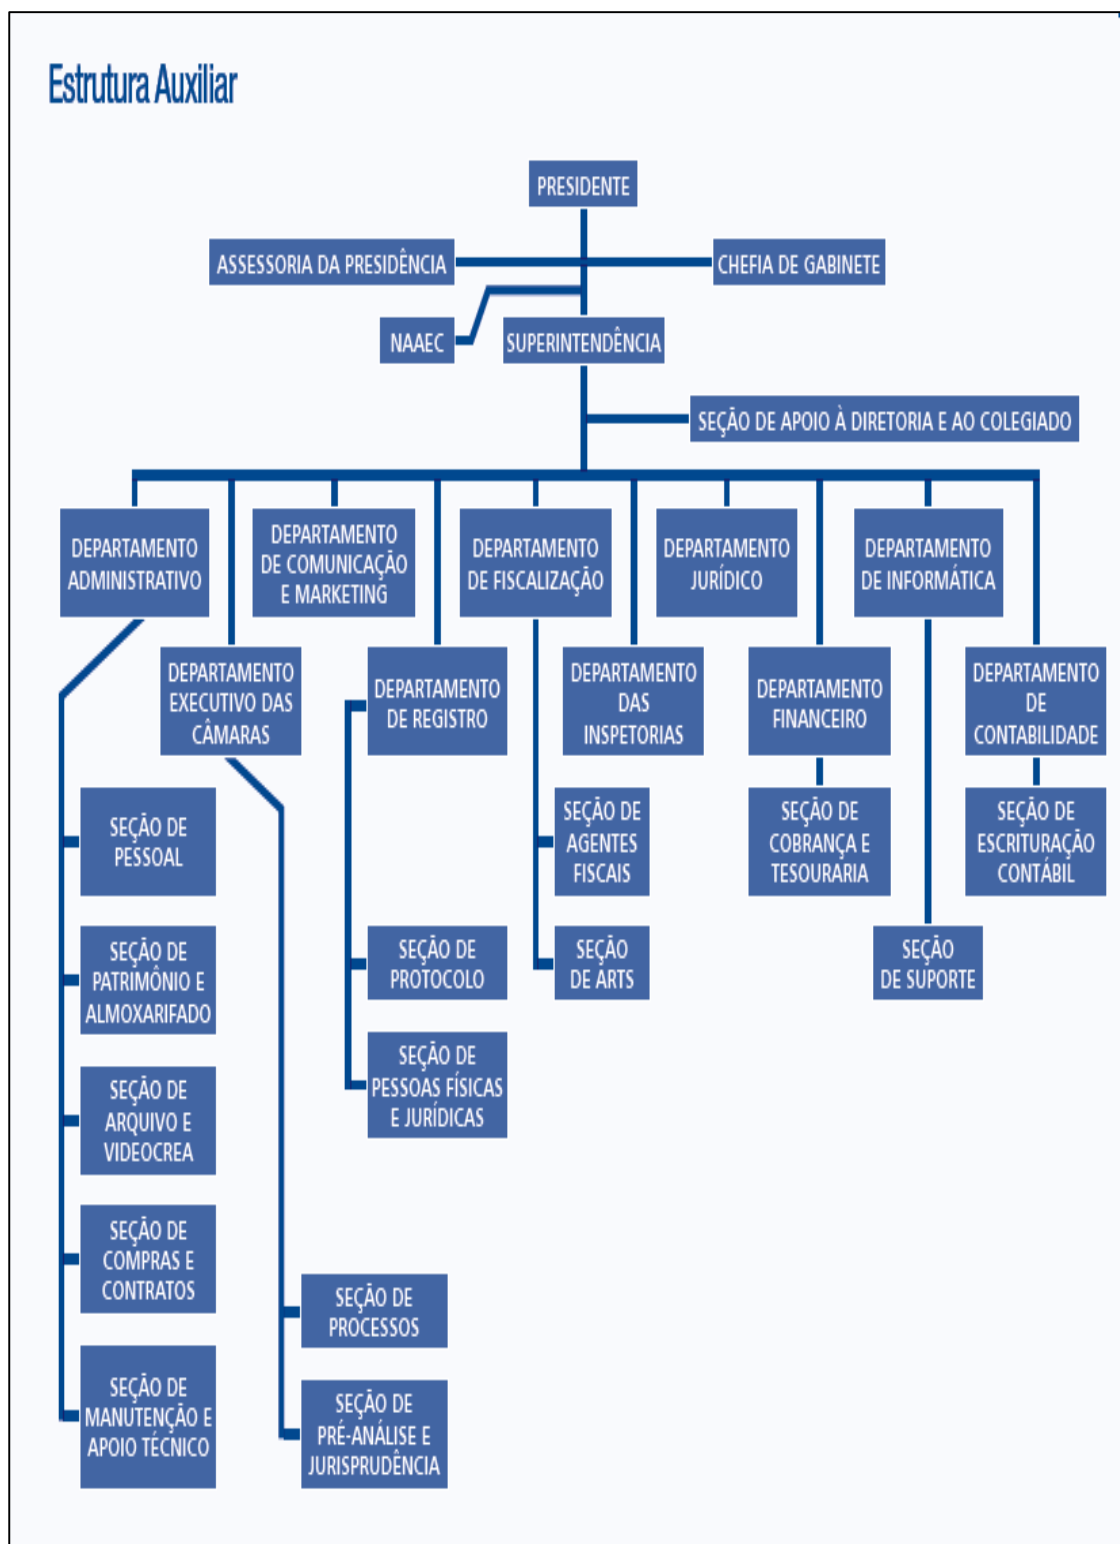 Estrutura Auxiliar
PRESIDENTE
ASSESSORIA DA PRESIDÊNCIA
CHEFIA DE GABINETE
NAAEC
SUPERINTENDÊNCIA
SEÇÃO DE APOIO À DIRETORIA E AO COLEGIADO
DEPARTAMENTO
ADMINISTRATIVO
DEPARTAMENTO
DE COMUNICAÇÃO
E MARKETING
DEPARTAMENTO
DE FISCALIZAÇÃO
DEPARTAMENTO
JURÍDICO
DEPARTAMENTO
DE INFORMÁTICA
DEPARTAMENTO
EXECUTIVO DAS
CÂMARAS
DEPARTAMENTO
DE REGISTRO
DEPARTAMENTO
DAS
INSPETORIAS
DEPARTAMENTO
FINANCEIRO
DEPARTAMENTO
DE
CONTABILIDADE
SEÇÃO DE
PESSOAL
SEÇÃO DE
AGENTES
FISCAIS
SEÇÃO DE
COBRANÇA E
TESOURARIA
SEÇÃO DE
ESCRITURAÇÃO
CONTÁBIL
SEÇÃO DE
PATRIMÔNIO E
ALMOXARIFADO
SEÇÃO DE
PROTOCOLO
SEÇÃO
DE ARTS
SEÇÃO
DE SUPORTE
SEÇÃO DE
PESSOAS FÍSICAS
E JURÍDICAS
SEÇÃO DE
ARQUIVO E
VIDEOCREA
SEÇÃO DE
COMPRAS E
CONTRATOS
SEÇÃO DE
PROCESSOS
SEÇÃO DE
MANUTENÇÃO E
APOIO TÉCNICO
SEÇÃO DE
PRÉ-ANÁLISE E
JURISPRUDÊNCIA